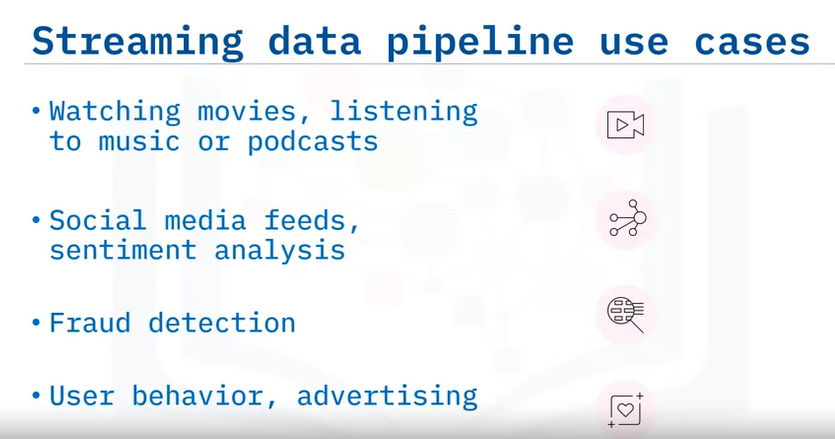 Streaming data pipeline use cases
• Watching movies, listening
to music or podcasts
• Social media feeds,
sentiment analysis
• Fraud detection
• User behavior, advertising